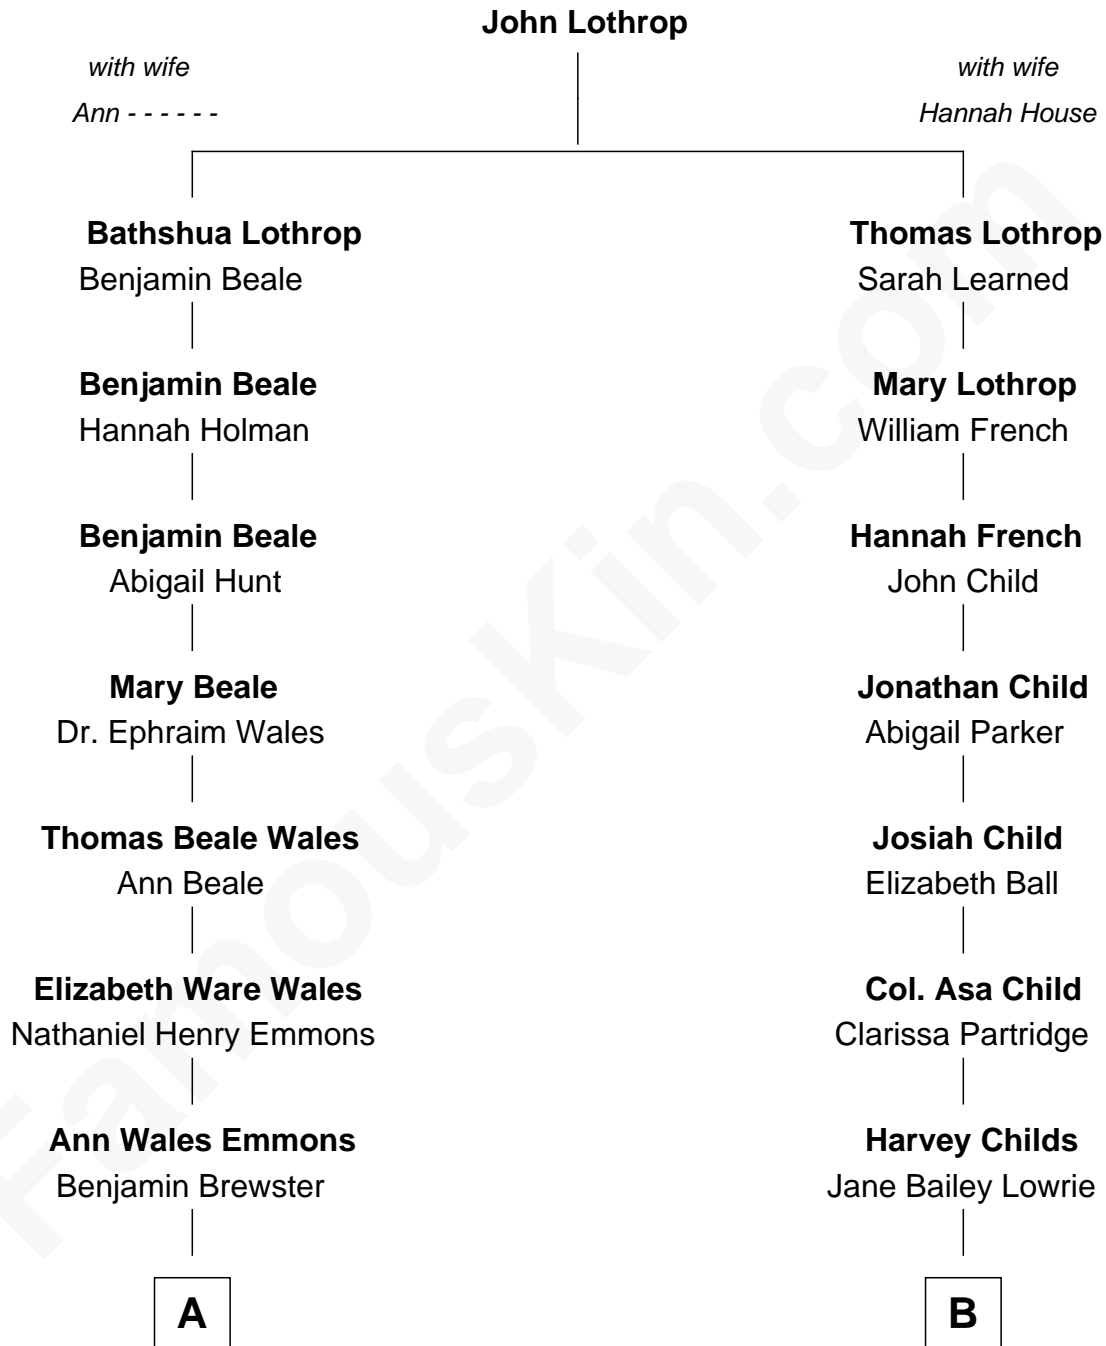 John Lothrop
with wife
Ann - - - - - -
with wife
Hannah House
Bathshua Lothrop
Benjamin Beale
Thomas Lothrop
Sarah Learned
Benjamin Beale
Hannah Holman
Mary Lothrop
William French
Benjamin Beale
Abigail Hunt
Hannah French
John Child
Mary Beale
Dr. Ephraim Wales
Jonathan Child
Abigail Parker
Thomas Beale Wales
Ann Beale
Josiah Child
Elizabeth Ball
Elizabeth Ware Wales
Nathaniel Henry Emmons
Col. Asa Child
Clarissa Partridge
Ann Wales Emmons
Benjamin Brewster
Harvey Childs
Jane Bailey Lowrie
A
B
FamousKin.com